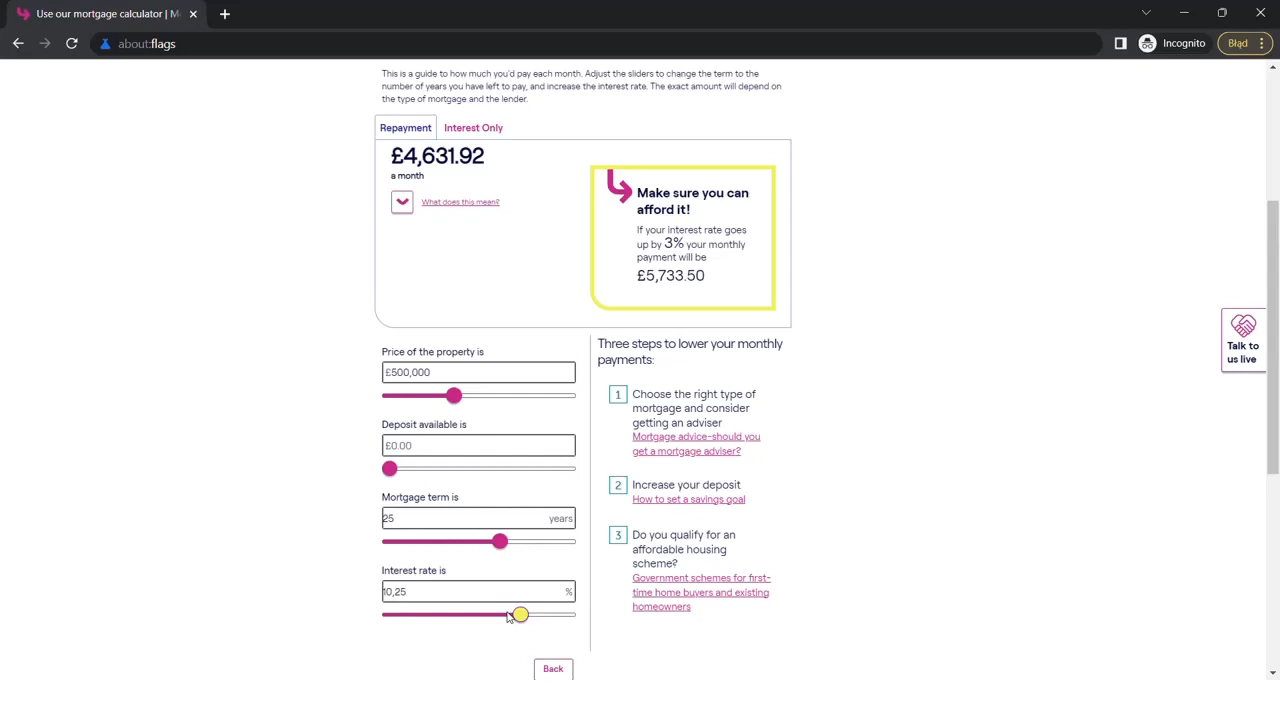 Use our mortgage calculator | M
about:flags
Incognito
Błąd
This is a guide to how much you'd pay each month. Adjust the sliders to change the term to the
number of years you have left to pay, and increase the interest rate. The exact amount will depend on
the type of mortgage and the lender.
Repayment
Interest Only
£4,631.92
a month
What does this mean?
Make sure you can
afford it!
If your interest rate goes
up by 3% your monthly
payment will be
£5,733.50
Talk to
us live
Price of the property is
£500,000
Deposit available is
£0.00
Mortgage term is
25 years
Interest rate is
10,25 %
Three steps to lower your monthly
payments:
1 Choose the right type of
mortgage and consider
getting an adviser
Mortgage advice-should you
get a mortgage adviser?
2 Increase your deposit
How to set a savings goal
3 Do you qualify for an
affordable housing
scheme?
Government schemes for first-
time home buyers and existing
homeowners
Back